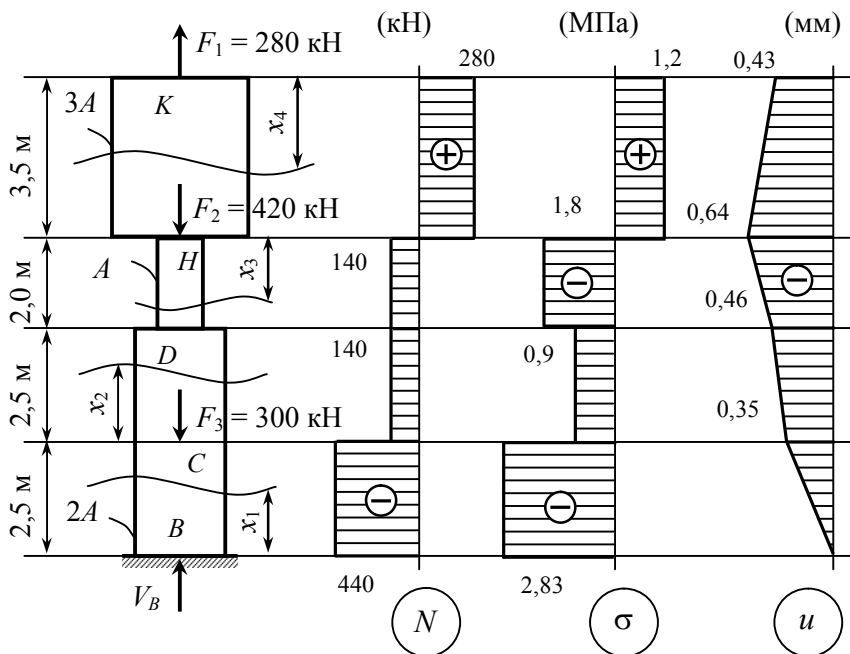 (кН)
(МПа)
(мм)
F₁ = 280 кН
280
1,2
0,43
3A
K
x₄
3,5 м
F₂ = 420 кН
1,8
0,64
A
H
x₃
140
2,0 м
0,46
D
140
0,9
x₂
2,5 м
F₃ = 300 кН
0,35
C
2A
B
x₁
2,5 м
440
2,83
V_B
N
σ
u